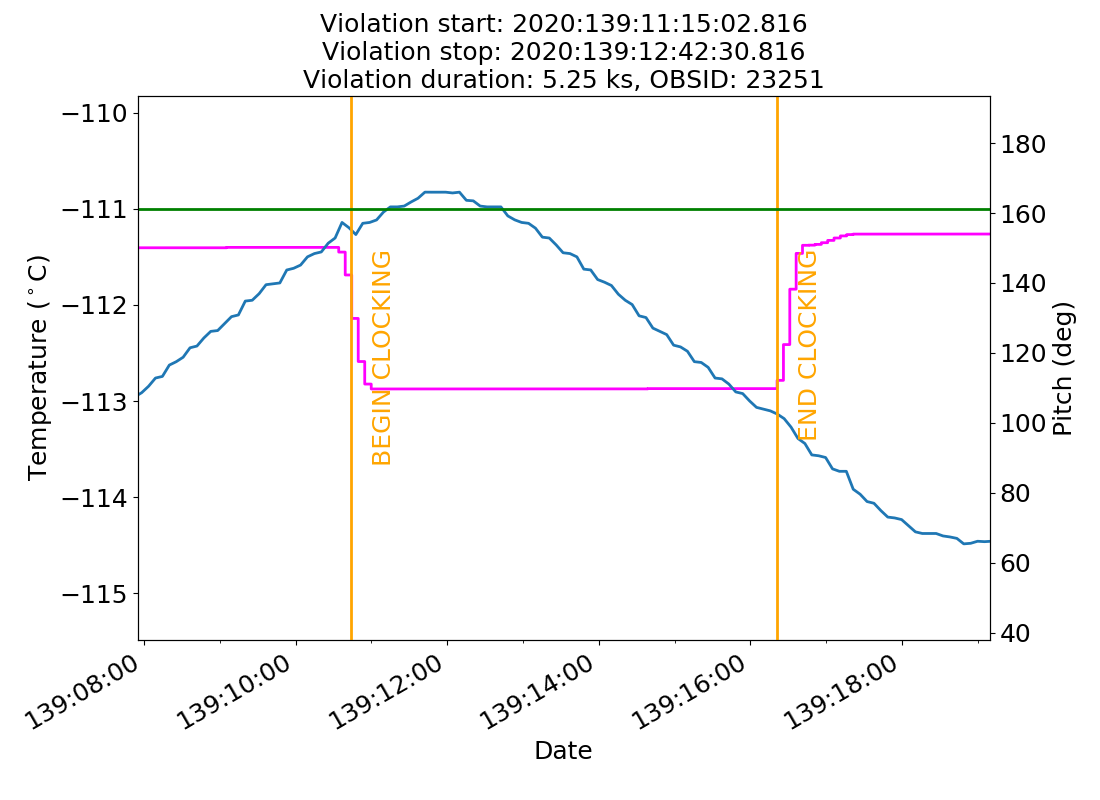 Violation start: 2020:139:11:15:02.816
Violation stop: 2020:139:12:42:30.816
Violation duration: 5.25 ks, OBSID: 23251
−110
−111
−112
−113
−114
−115
Temperature (°C)
180
160
140
120
100
80
60
40
Pitch (deg)
BEGIN CLOCKING
END CLOCKING
139:08:00
139:10:00
139:12:00
139:14:00
139:16:00
139:18:00
Date